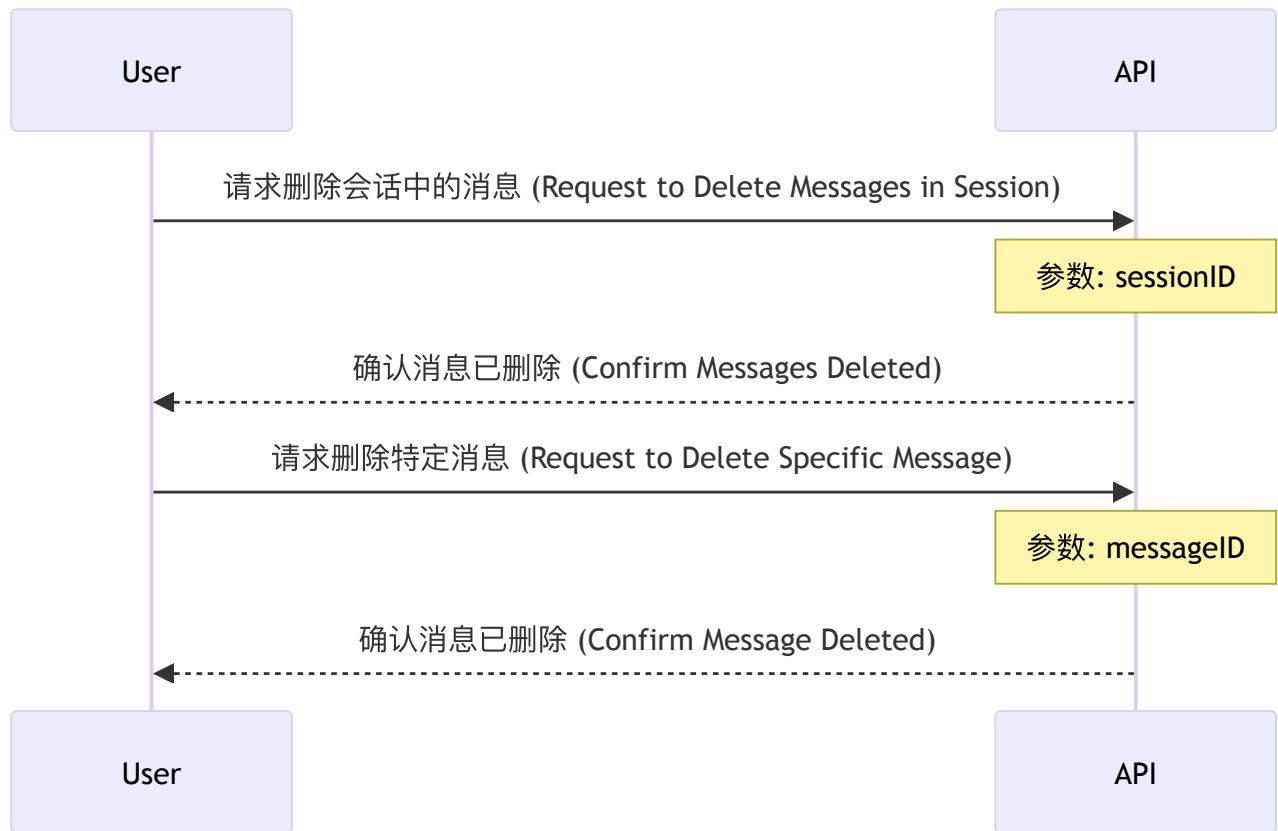 User
API
请求删除会话中的消息 (Request to Delete Messages in Session)
参数: sessionID
确认消息已删除 (Confirm Messages Deleted)
请求删除特定消息 (Request to Delete Specific Message)
参数: messageID
确认消息已删除 (Confirm Message Deleted)
User
API